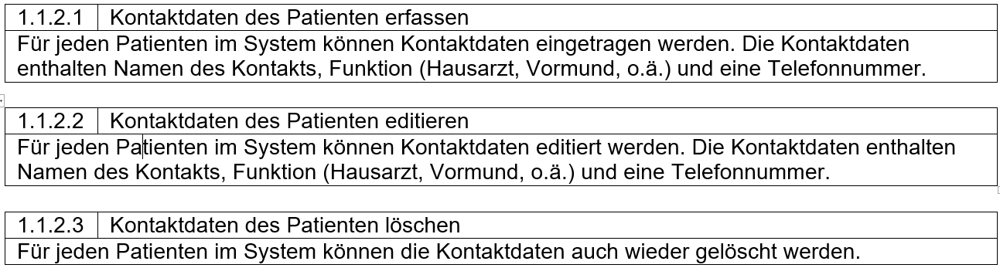 1.1.2.1 Kontaktdaten des Patienten erfassen
Für jeden Patienten im System können Kontaktdaten eingetragen werden. Die Kontaktdaten
enthalten Namen des Kontakts, Funktion (Hausarzt, Vormund, o.ä.) und eine Telefonnummer.
1.1.2.2 Kontaktdaten des Patienten editieren
Für jeden Patienten im System können Kontaktdaten editiert werden. Die Kontaktdaten enthalten
Namen des Kontakts, Funktion (Hausarzt, Vormund, o.ä.) und eine Telefonnummer.
1.1.2.3 Kontaktdaten des Patienten löschen
Für jeden Patienten im System können die Kontaktdaten auch wieder gelöscht werden.